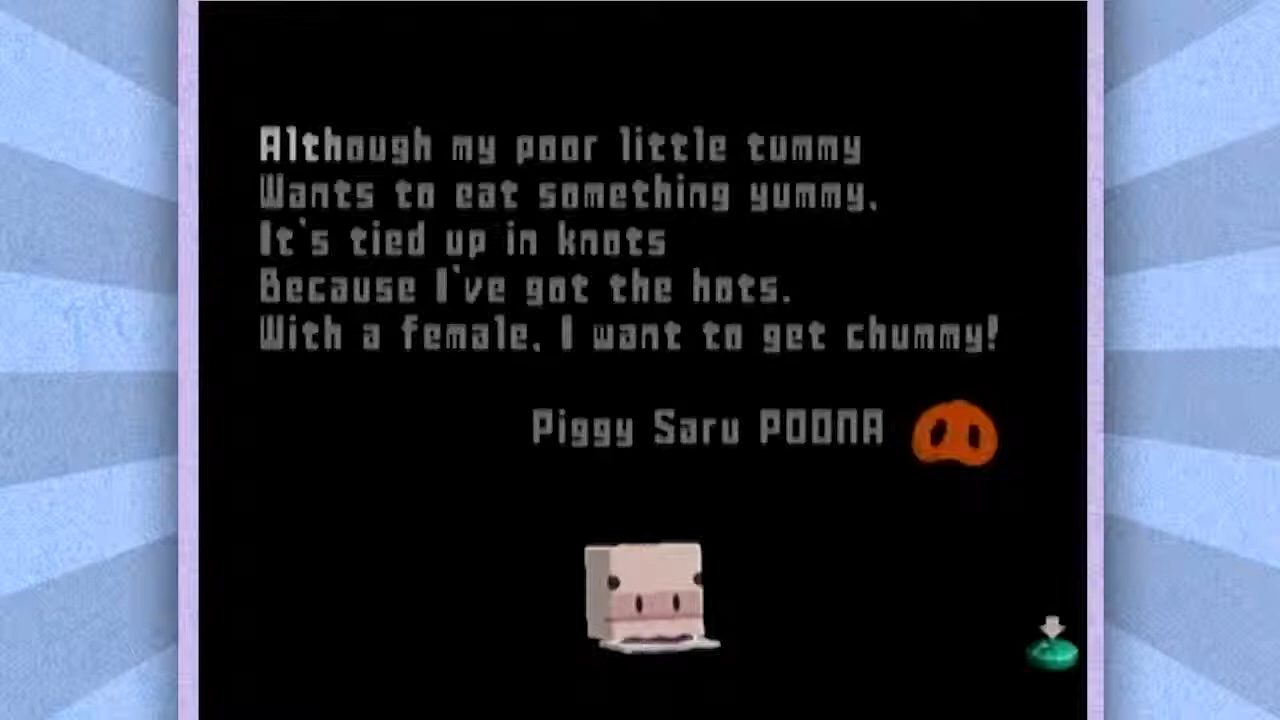 Although my poor little tummy
Wants to eat something yummy,
It's tied up in knots
Because I've got the hots.
With a female, I want to get chummy!
Piggy Saru POONA